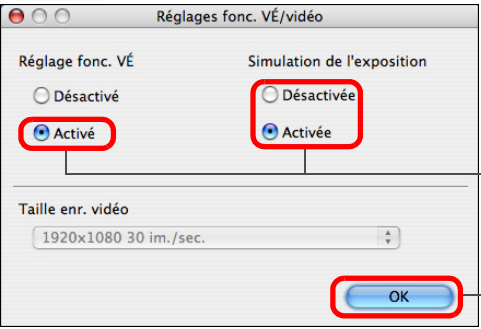 Réglages fonc. VÉ/vidéo
Réglage fonc. VÉ
Simulation de l'exposition
Désactivé
Désactivée
Activé
Activée
Taille enr. vidéo
1920x1080 30 im./sec.
OK